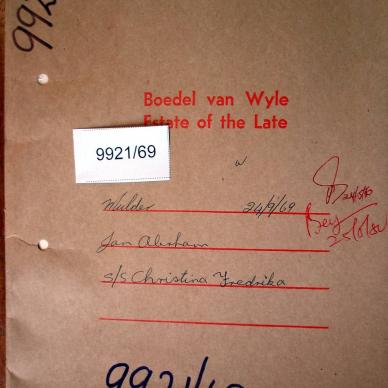 992
Boedel van Wyle
Estate of the Late
9921/69
Mulder 24/9/69
Jan Abraham
s/s Christina Fredrika
9921/69